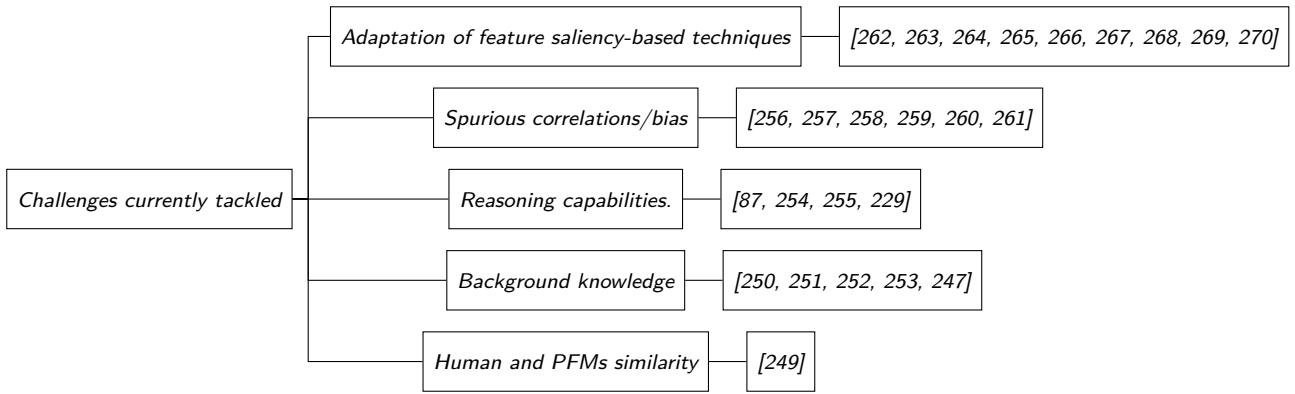 Adaptation of feature saliency-based techniques [262, 263, 264, 265, 266, 267, 268, 269, 270]
Spurious correlations/bias [256, 257, 258, 259, 260, 261]
Challenges currently tackled
Reasoning capabilities. [87, 254, 255, 229]
Background knowledge [250, 251, 252, 253, 247]
Human and PFMs similarity [249]